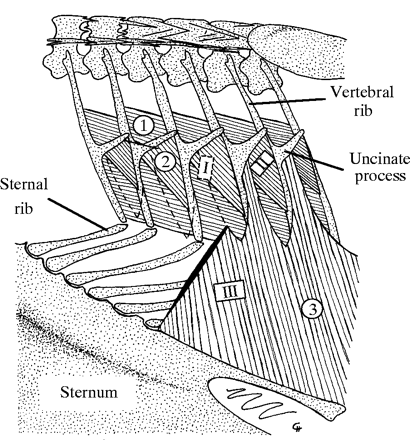 Vertebral
rib
1
2
I
II
Uncinate
process
Sternal
rib
III
3
Sternum